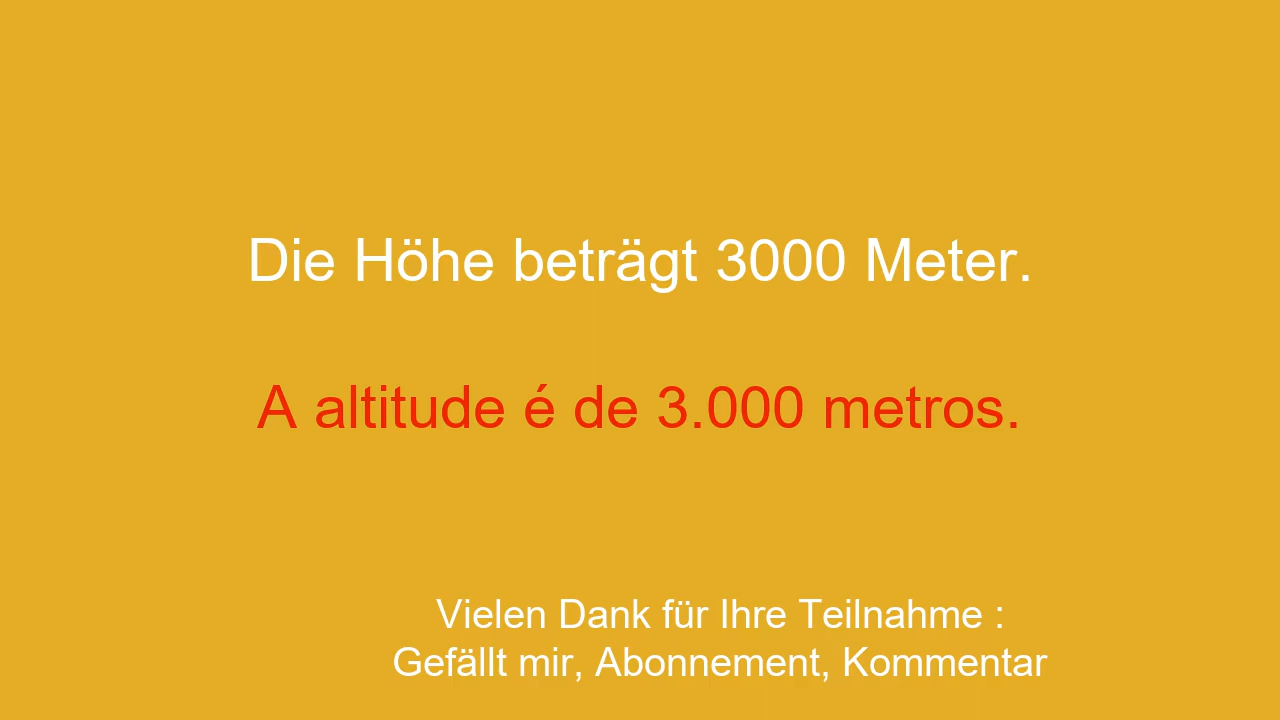 Die Höhe beträgt 3000 Meter.
A altitude é de 3.000 metros.
Vielen Dank für Ihre Teilnahme :
Gefällt mir, Abonnement, Kommentar